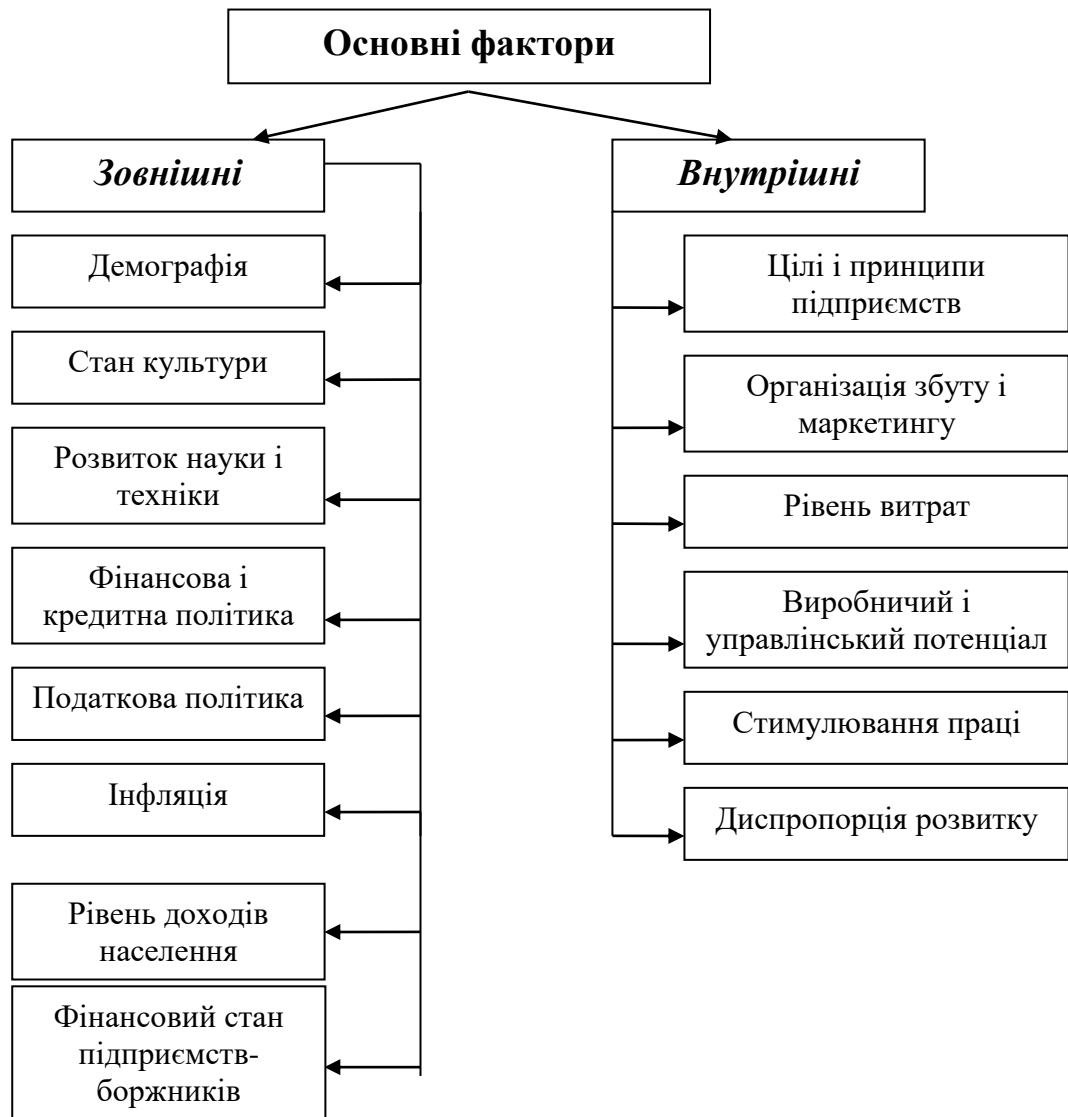 Основні фактори
Зовнішні
Демографія
Стан культури
Розвиток науки і
техніки
Фінансова і
кредитна політика
Податкова політика
Інфляція
Рівень доходів
населення
Фінансовий стан
підприємств-
боржників
Внутрішні
Цілі і принципи
підприємств
Організація збуту і
маркетингу
Рівень витрат
Виробничий і
управлінський потенціал
Стимулювання праці
Диспропорція розвитку